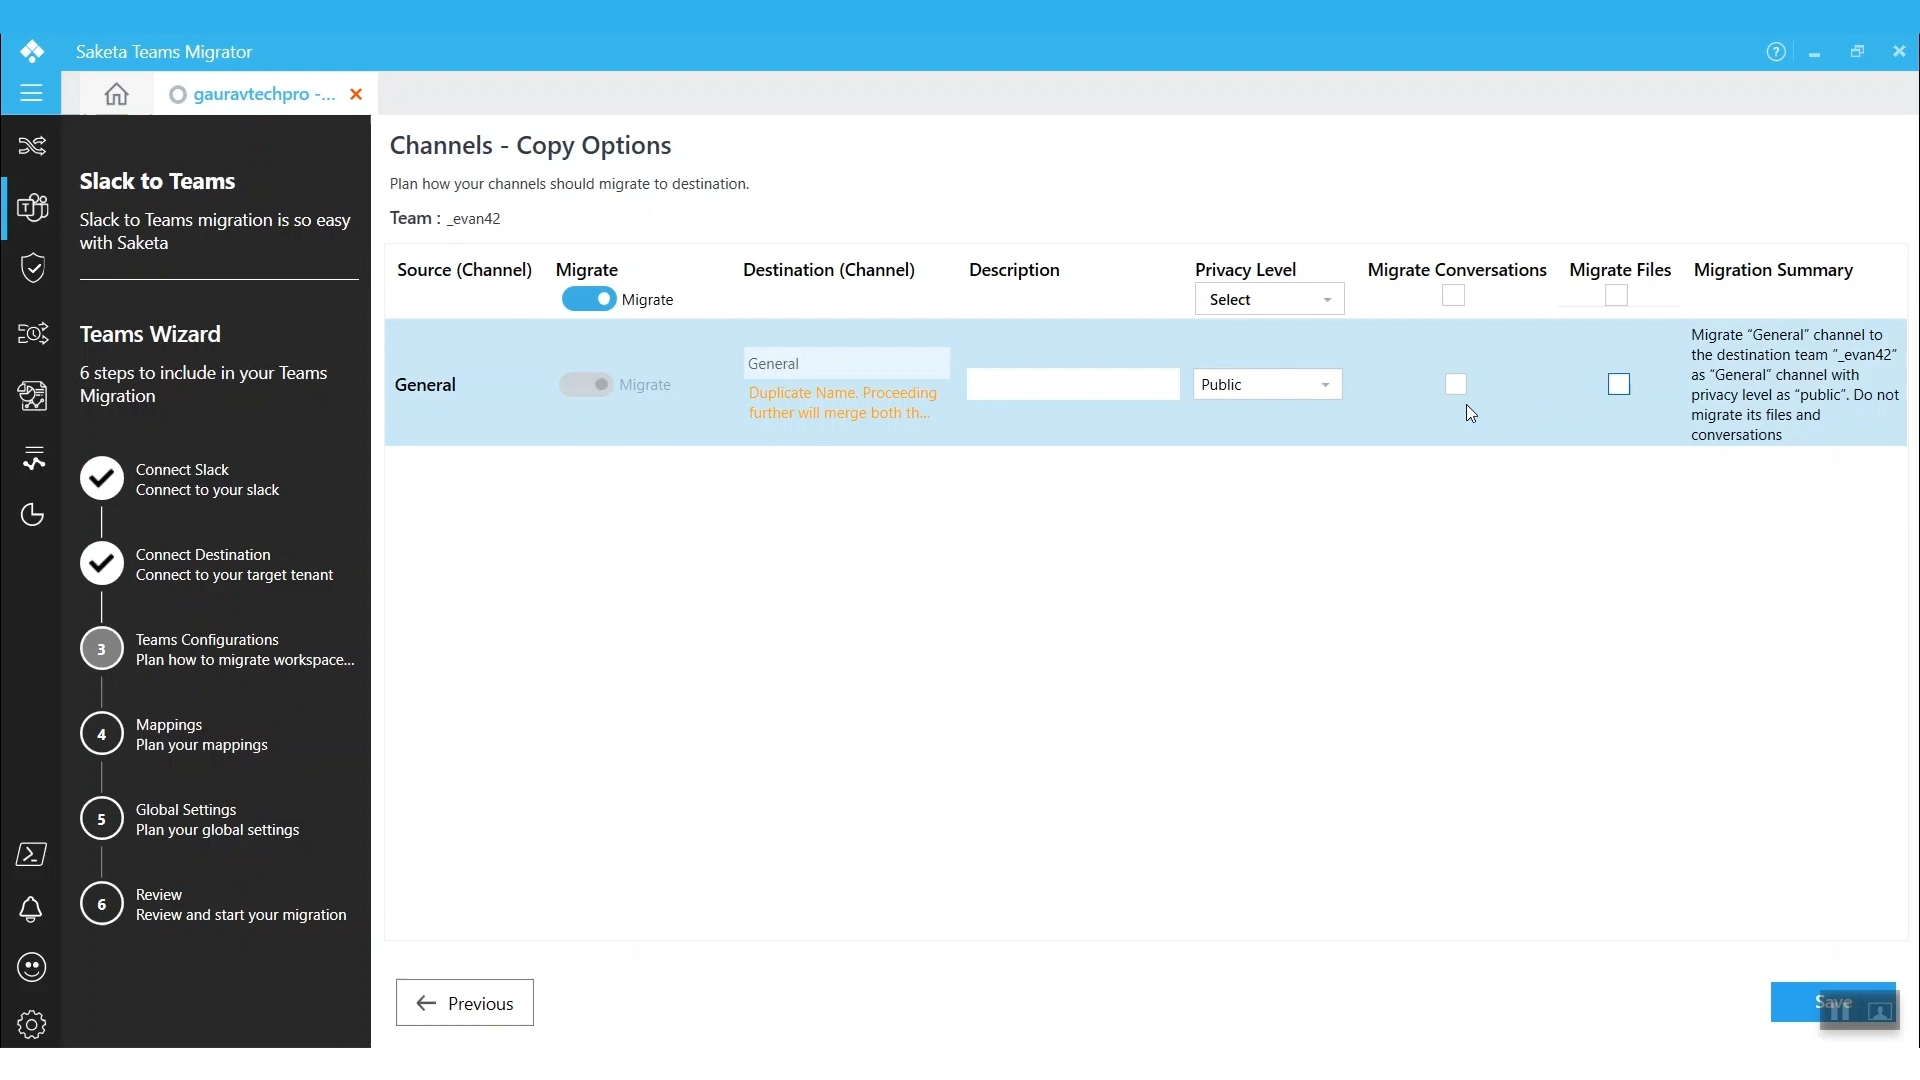 Saketa Teams Migrator
?
gauravtechpro -...
Slack to Teams
Slack to Teams migration is so easy
with Saketa
Teams Wizard
6 steps to include in your Teams
Migration
Connect Slack
Connect to your slack
Connect Destination
Connect to your target tenant
3
Teams Configurations
Plan how to migrate workspace...
4
Mappings
Plan your mappings
5
Global Settings
Plan your global settings
6
Review
Review and start your migration
Channels - Copy Options
Plan how your channels should migrate to destination.
Team : _evan42
Source (Channel) Migrate Destination (Channel) Description Privacy Level Migrate Conversations Migrate Files Migration Summary
Migrate Select
General Migrate General Public
Duplicate Name. Proceeding
further will merge both th...
Migrate “General” channel to
the destination team “_evan42”
as “General” channel with
privacy level as “public”. Do not
migrate its files and
conversations
Previous
Save